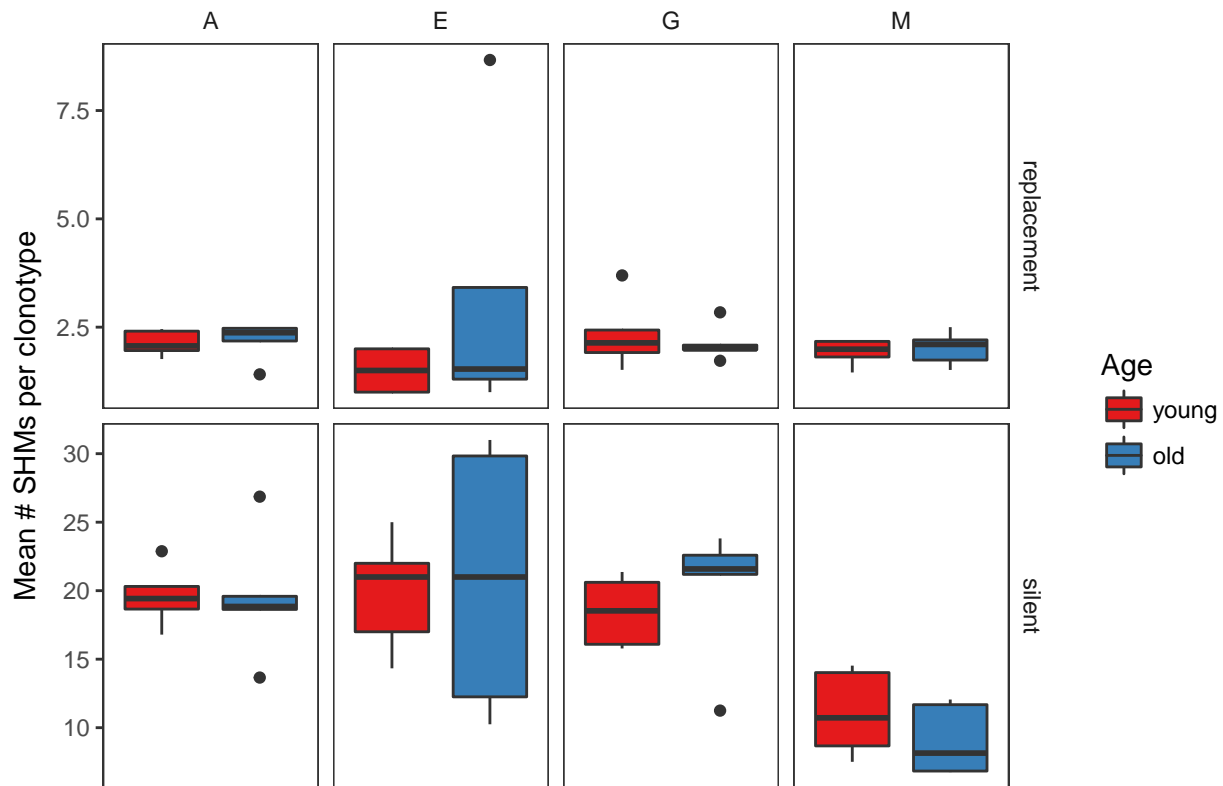 A E G M
Mean # SHMs per clonotype
7.5
5.0
2.5
replacement
30
25
20
15
10
silent
Age
young
old